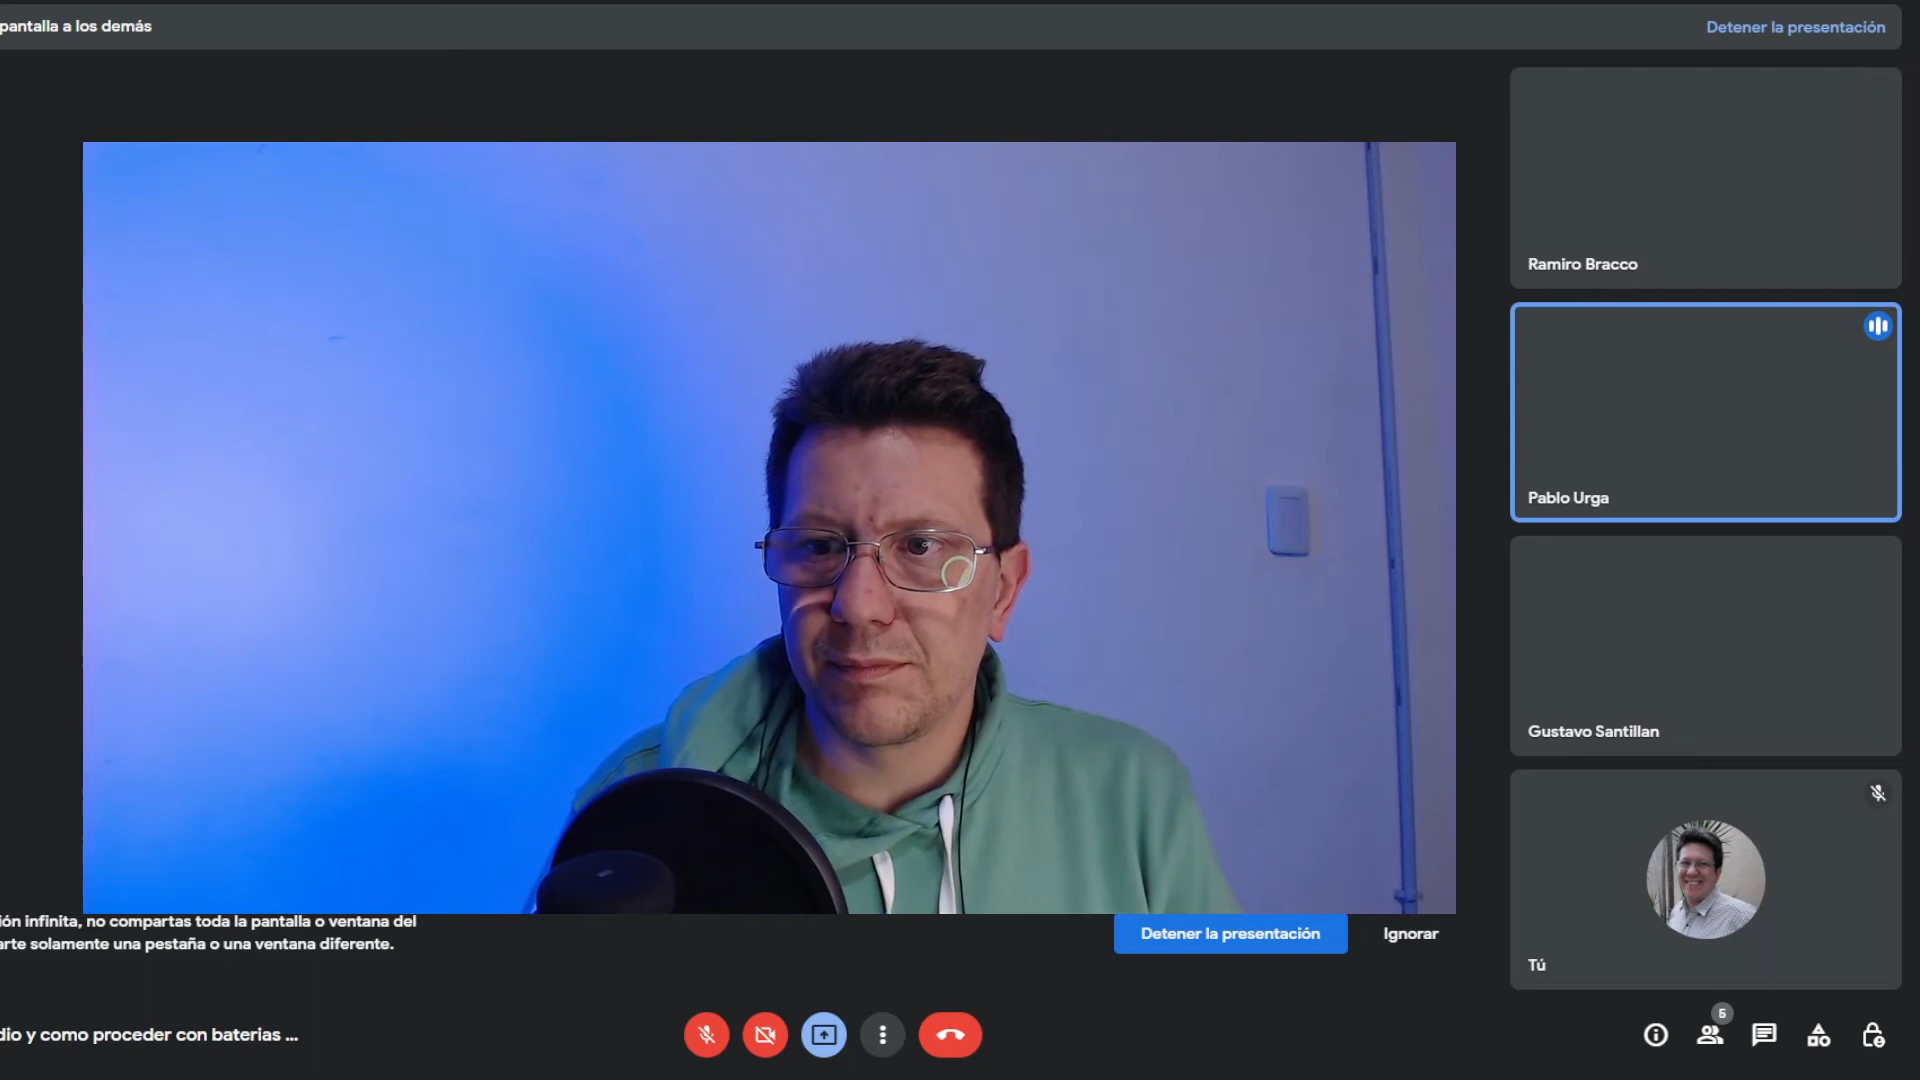 pantalla a los demás
Detener la presentación
Ramiro Bracco
Pablo Urga
Gustavo Santillan
Tú
ión infinita, no compartas toda la pantalla o ventana del
arte solamente una pestaña o una ventana diferente.
Detener la presentación
Ignorar
dio y como proceder con baterias ...
5